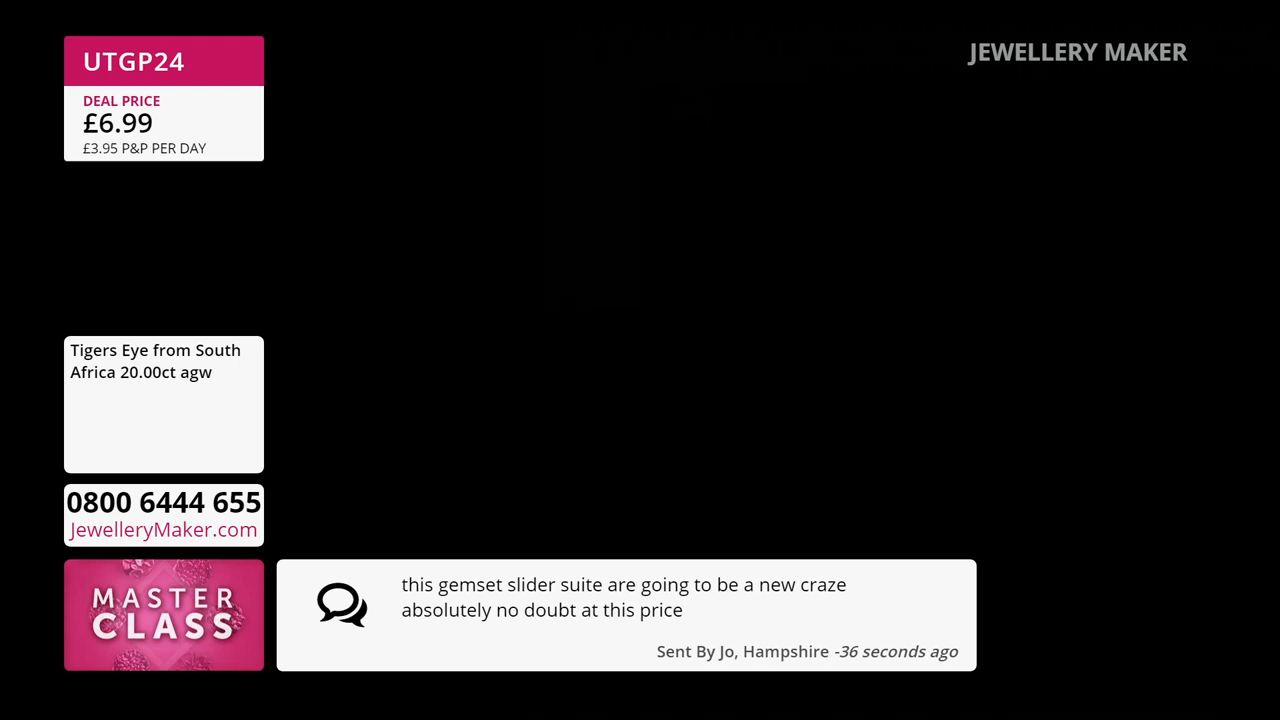 UTGP24
DEAL PRICE
£6.99
£3.95 P&P PER DAY
JEWELLERY MAKER
Tigers Eye from South
Africa 20.00ct agw
0800 6444 655
JewelleryMaker.com
MASTER
CLASS
this gemset slider suite are going to be a new craze
absolutely no doubt at this price
Sent By Jo, Hampshire -36 seconds ago